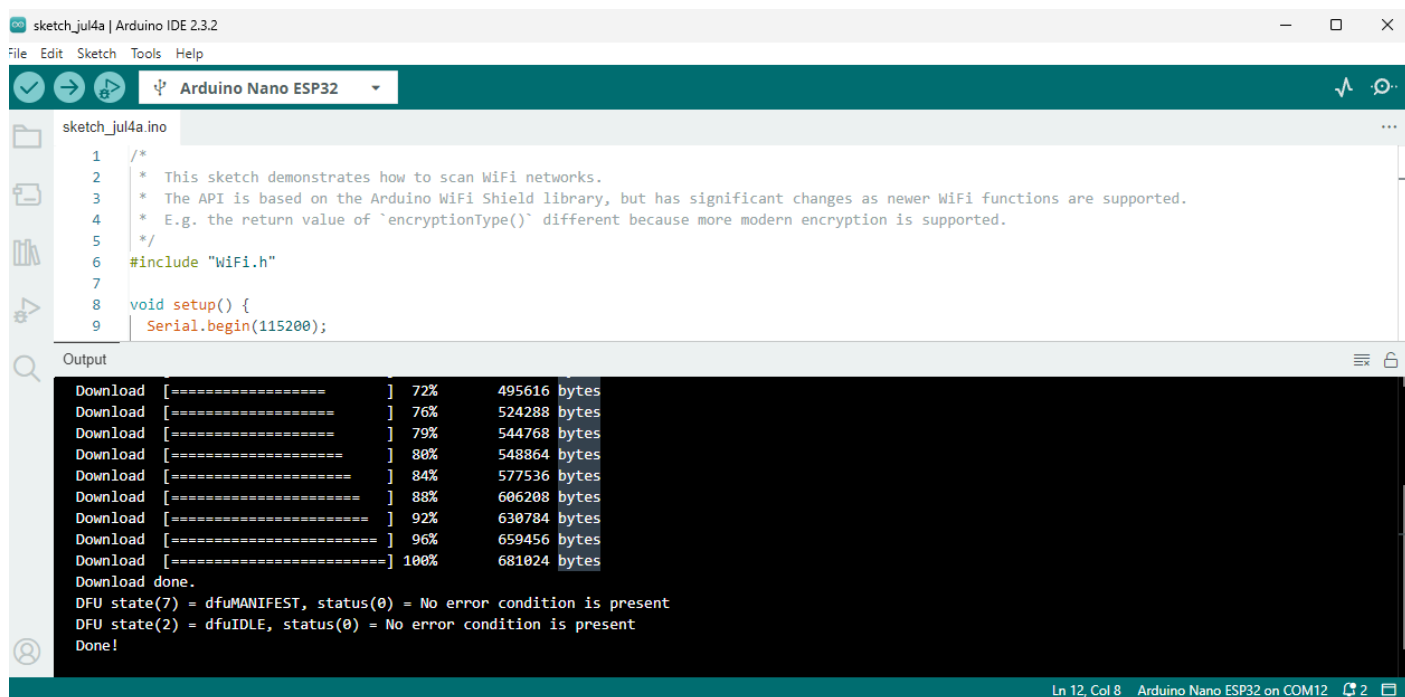 sketch_jul4a | Arduino IDE 2.3.2
File Edit Sketch Tools Help
Arduino Nano ESP32
sketch_jul4a.ino
1 /*
2 * This sketch demonstrates how to scan WiFi networks.
3 * The API is based on the Arduino WiFi Shield library, but has significant changes as newer WiFi functions are supported.
4 * E.g. the return value of `encryptionType()` different because more modern encryption is supported.
5 */
6 #include "WiFi.h"
7
8 void setup() {
9 Serial.begin(115200);
Output
Download [================== ] 72% 495616 bytes
Download [=================== ] 76% 524288 bytes
Download [=================== ] 79% 544768 bytes
Download [==================== ] 80% 548864 bytes
Download [===================== ] 84% 577536 bytes
Download [====================== ] 88% 606208 bytes
Download [======================= ] 92% 630784 bytes
Download [======================== ] 96% 659456 bytes
Download [=========================] 100% 681024 bytes
Download done.
DFU state(7) = dfuMANIFEST, status(0) = No error condition is present
DFU state(2) = dfuIDLE, status(0) = No error condition is present
Done!
Ln 12, Col 8 Arduino Nano ESP32 on COM12 2